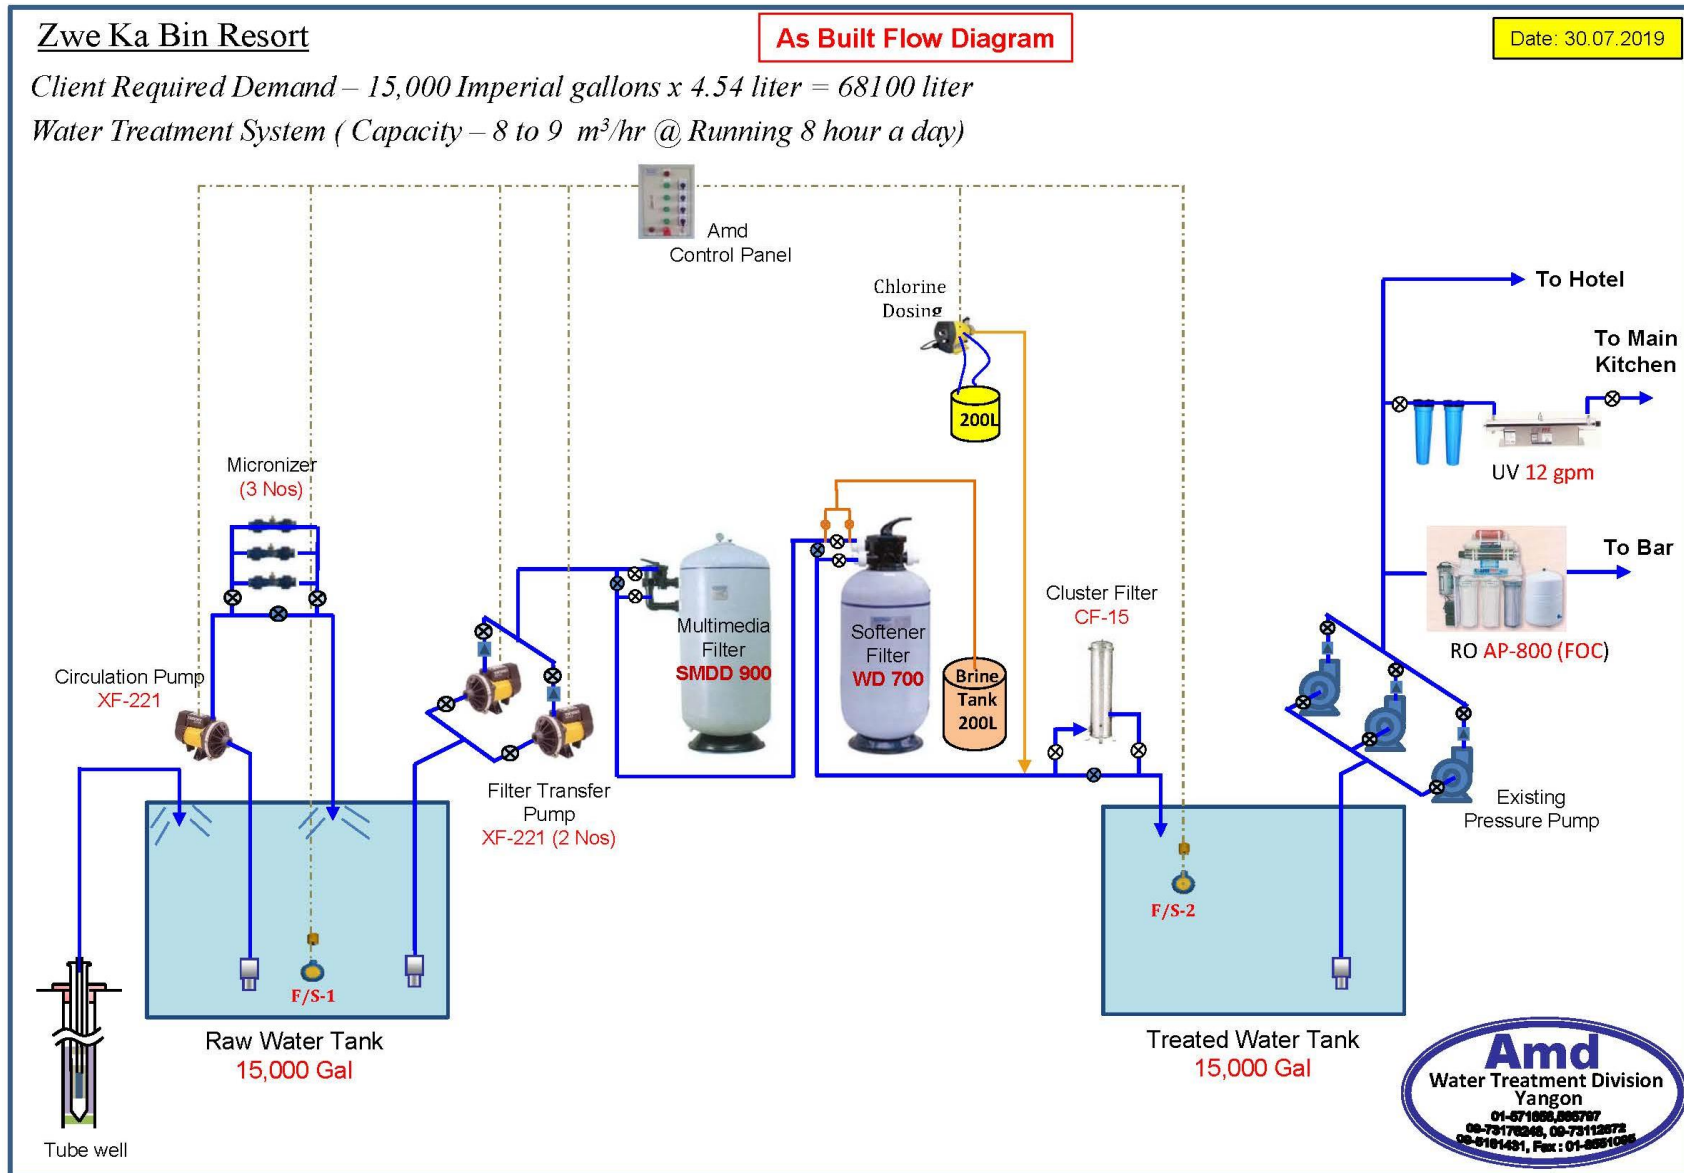 Zwe Ka Bin Resort
As Built Flow Diagram
Date: 30.07.2019
Client Required Demand – 15,000 Imperial gallons x 4.54 liter = 68100 liter
Water Treatment System ( Capacity – 8 to 9 m³/hr @ Running 8 hour a day)
Amd
Control Panel
Chlorine
Dosing
200L
To Hotel
To Main
Kitchen
UV 12 gpm
To Bar
RO AP-800 (FOC)
Micronizer
(3 Nos)
Circulation Pump
XF-221
Filter Transfer
Pump
XF-221 (2 Nos)
Multimedia
Filter
SMDD 900
Softener
Filter
WD 700
Brine
Tank
200L
Cluster Filter
CF-15
Existing
Pressure Pump
F/S-1
F/S-2
Raw Water Tank
15,000 Gal
Treated Water Tank
15,000 Gal
Tube well
Amd
Water Treatment Division
Yangon
09-73176248, 09-73112672